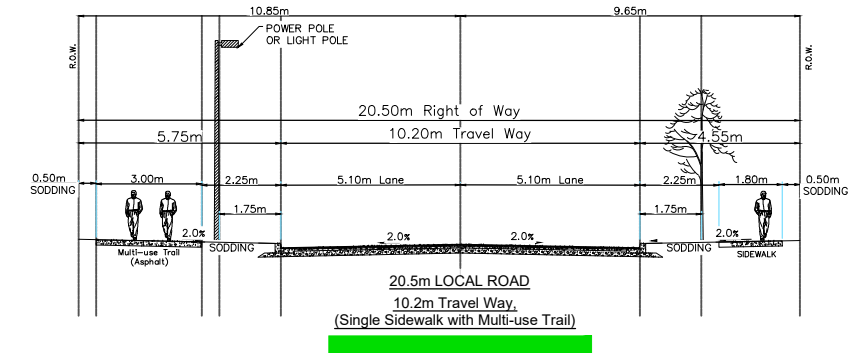 10.85m
9.65m
POWER POLE
OR LIGHT POLE
R.O.W.
R.O.W.
20.50m Right of Way
5.75m
10.20m Travel Way
4.55m
0.50m
SODDING
3.00m
2.25m
5.10m Lane
5.10m Lane
2.25m
1.80m
0.50m
SODDING
1.75m
1.75m
2.0%
2.0%
2.0%
2.0%
Multi-use Trail
(Asphalt)
SODDING
SODDING
SIDEWALK
20.5m LOCAL ROAD
10.2m Travel Way,
(Single Sidewalk with Multi-use Trail)